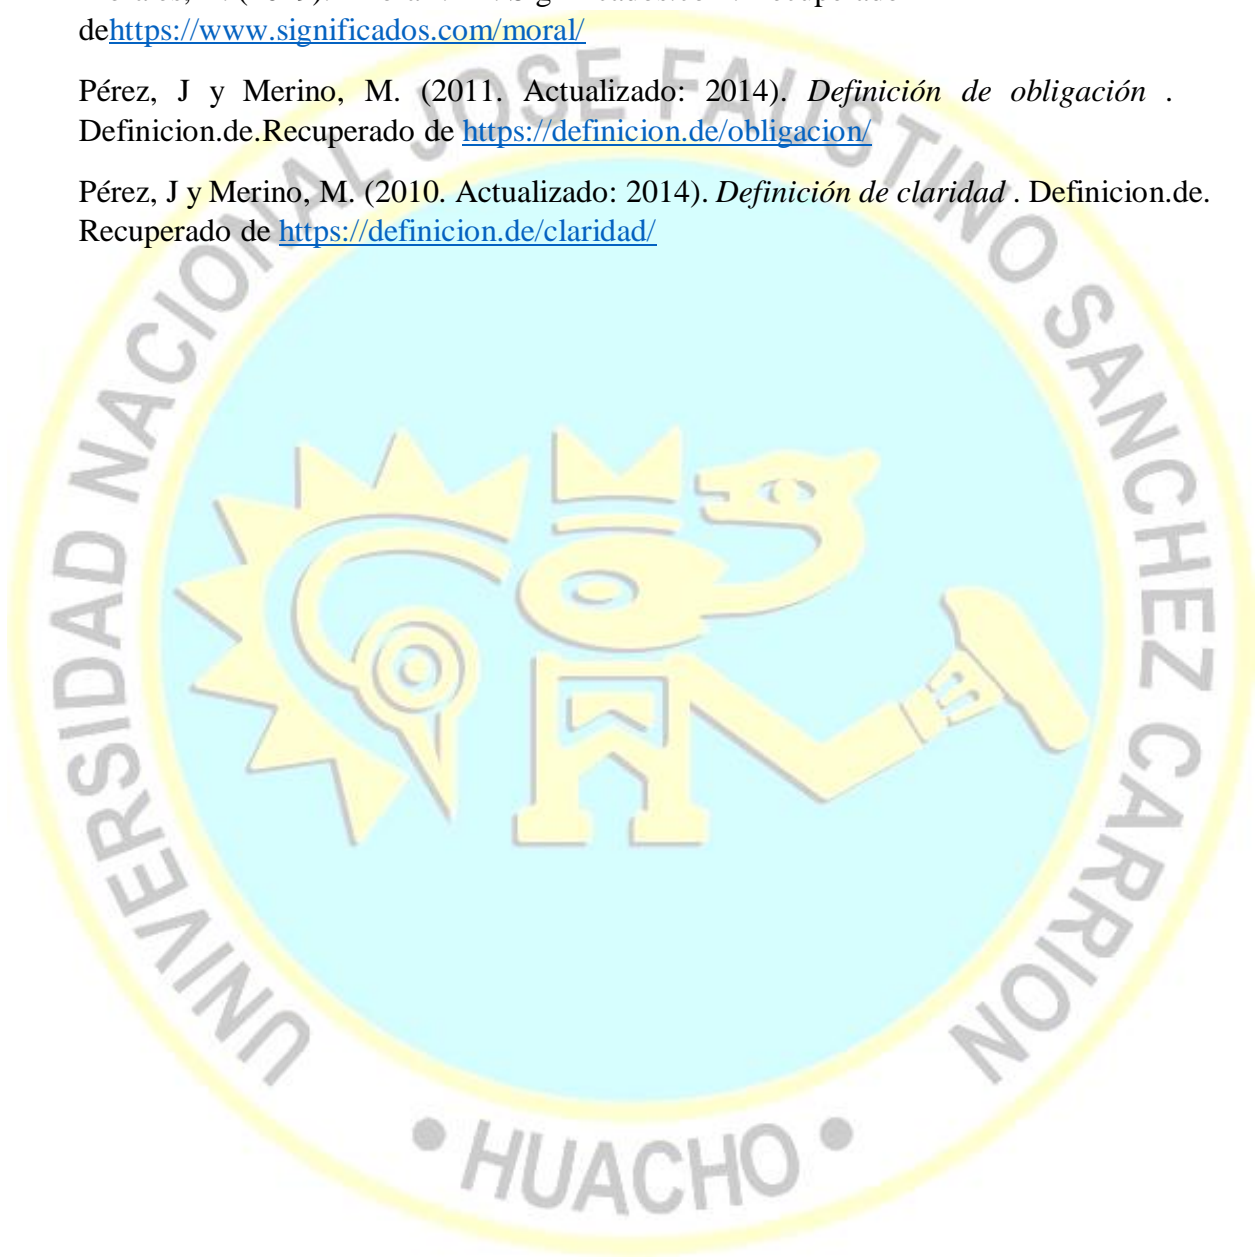 dehttps://www.significados.com/moral/
Pérez, J y Merino, M. (2011. Actualizado: 2014). Definición de obligación .
Definicion.de.Recuperado de https://definicion.de/obligacion/
Pérez, J y Merino, M. (2010. Actualizado: 2014). Definición de claridad . Definicion.de.
Recuperado de https://definicion.de/claridad/
UNIVERSIDAD NACIONAL JOSE FAUSTINO SANCHEZ CARRION
• HUACHO •